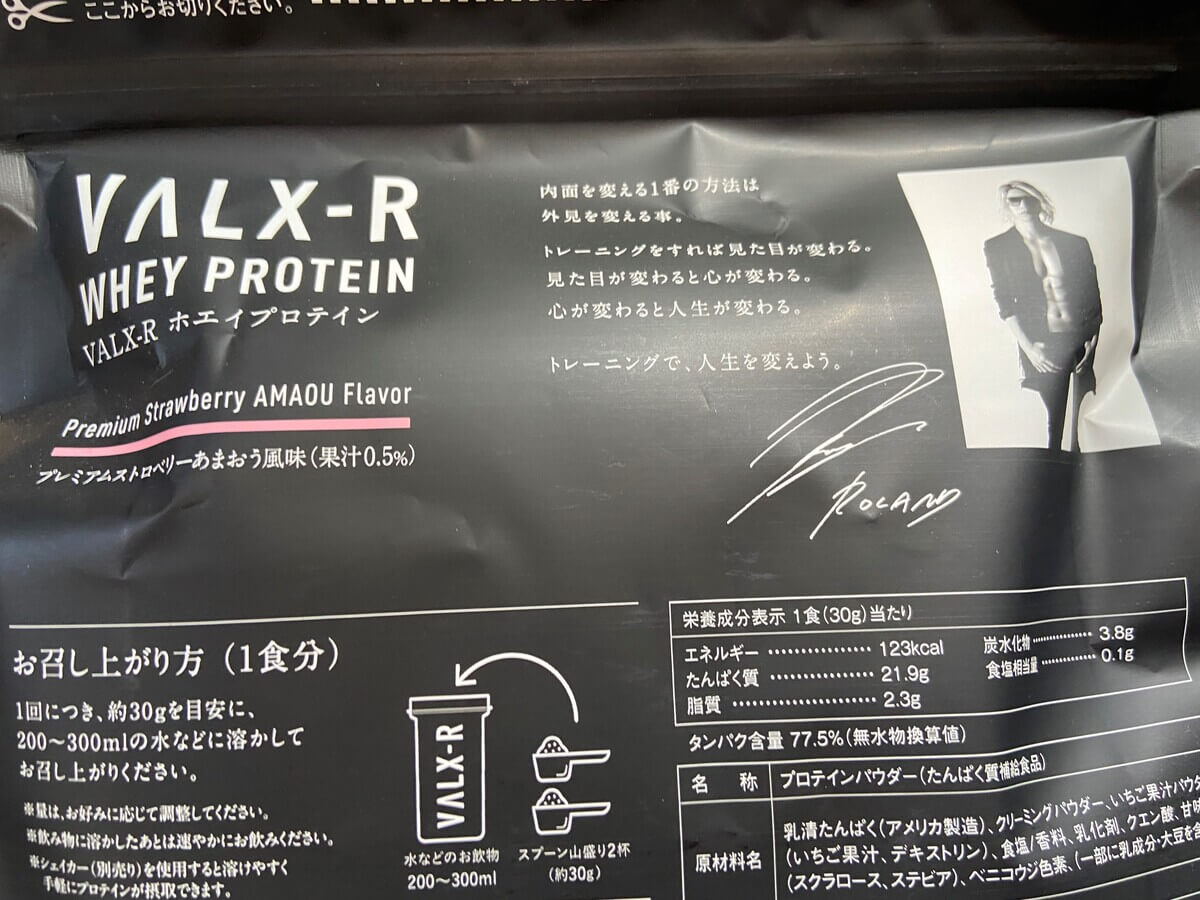 ここからお切りください。
VALX-R
WHEY PROTEIN
VALX-R ホエイプロテイン
Premium Strawberry AMAOU Flavor
プレミアムストロベリーあまおう風味(果汁0.5%)
内面を変える1番の方法は
外見を変える事。
トレーニングをすれば見た目が変わる。
見た目が変わると心が変わる。
心が変わると人生が変わる。
トレーニングで、人生を変えよう。
ROLAND
お召し上がり方(1食分)
1回につき、約30gを目安に、
200〜300mlの水などに溶かして
お召し上がりください。
※量は、お好みに応じて調整してください。
※飲み物に溶かしたあとは速やかにお飲みください。
※シェイカー(別売り)を使用すると溶けやすく
手軽にプロテインが摂取できます。
VALX-R
水などのお飲物
200〜300ml
スプーン山盛り2杯
(約30g)
栄養成分表示 1食(30g)当たり
エネルギー 123kcal
たんぱく質 21.9g
脂質 2.3g
炭水化物 3.8g
食塩相当量 0.1g
タンパク含量 77.5%(無水物換算値)
名称 プロテインパウダー(たんぱく質補給食品)
原材料名
乳清たんぱく(アメリカ製造)、クリーミングパウダー、いちご果汁パウダ
(いちご果汁、デキストリン)、食塩/香料、乳化剤、クエン酸、甘味
(スクラロース、ステビア)、ベニコウジ色素、(一部に乳成分・大豆を